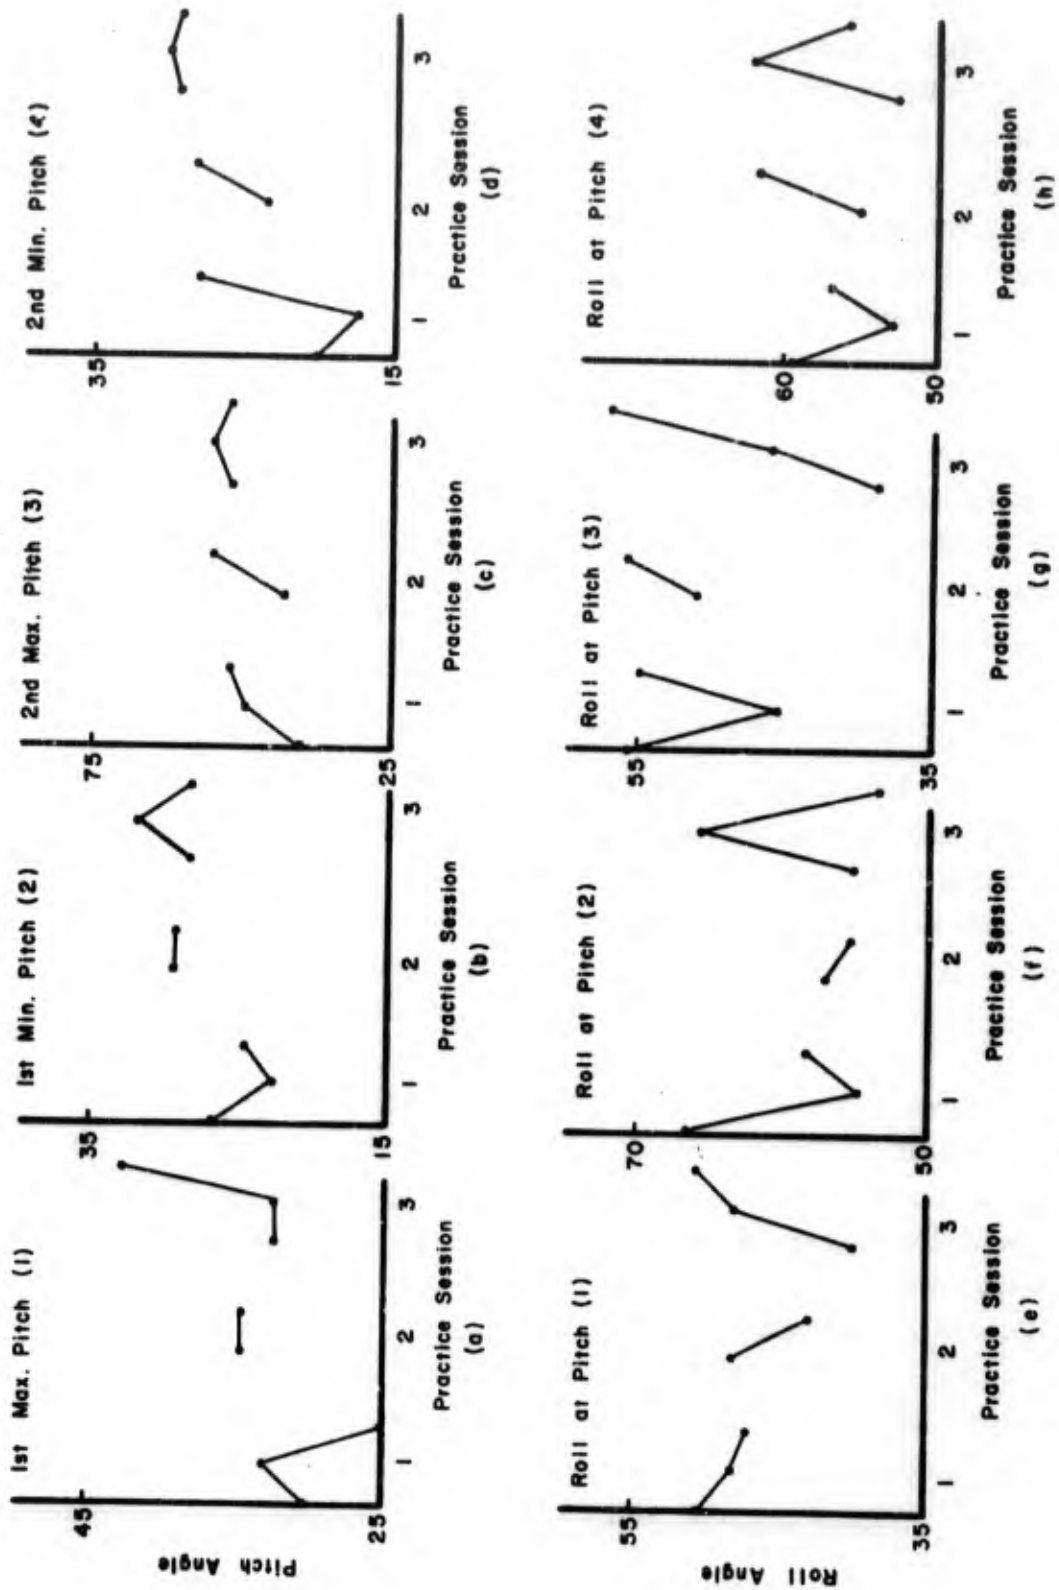 Pitch Angle
1st Max. Pitch (1)
45
25
1 2 3
Practice Session
(a)
1st Min. Pitch (2)
35
15
1 2 3
Practice Session
(b)
2nd Max. Pitch (3)
75
25
1 2 3
Practice Session
(c)
2nd Min. Pitch (4)
35
15
1 2 3
Practice Session
(d)
Roll Angle
Roll at Pitch (1)
55
35
1 2 3
Practice Session
(e)
Roll at Pitch (2)
70
50
1 2 3
Practice Session
(f)
Roll at Pitch (3)
55
35
1 2 3
Practice Session
(g)
Roll at Pitch (4)
60
50
1 2 3
Practice Session
(h)